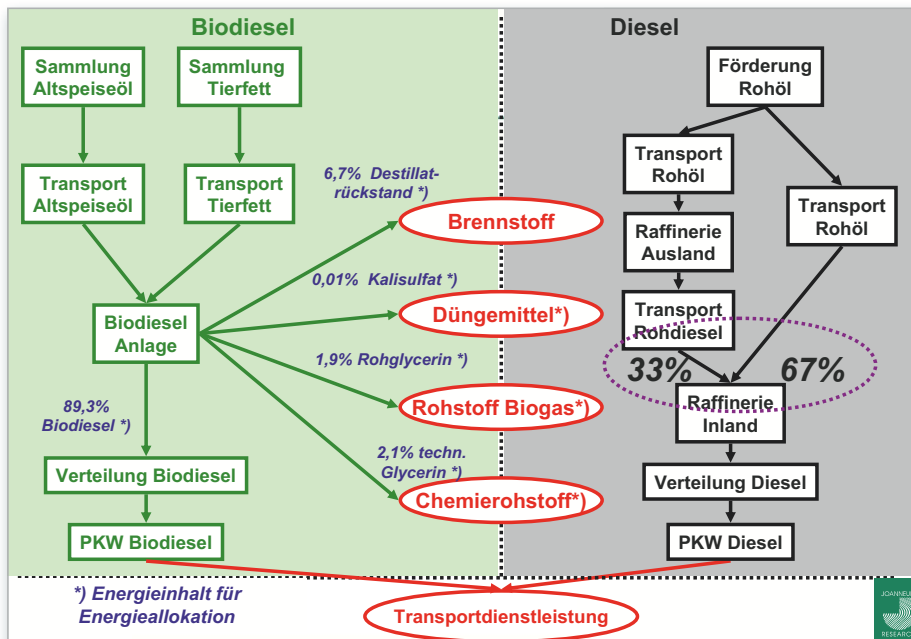 Biodiesel
Diesel
Sammlung
Altspeiseöl
Sammlung
Tierfett
Förderung
Rohöl
Transport
Altspeiseöl
Transport
Tierfett
6,7% Destillat-
rückstand *)
Brennstoff
Transport
Rohöl
Transport
Rohöl
Raffinerie
Ausland
0,01% Kalisulfat *)
Biodiesel
Anlage
Düngemittel*)
Transport
Rohdiesel
1,9% Rohglycerin *)
33%
67%
Rohstoff Biogas*)
Raffinerie
Inland
89,3%
Biodiesel *)
2,1% techn.
Glycerin *)
Verteilung Biodiesel
Chemierohstoff*)
Verteilung Diesel
PKW Biodiesel
PKW Diesel
*) Energieinhalt für
Energieallokation
Transportdienstleistung